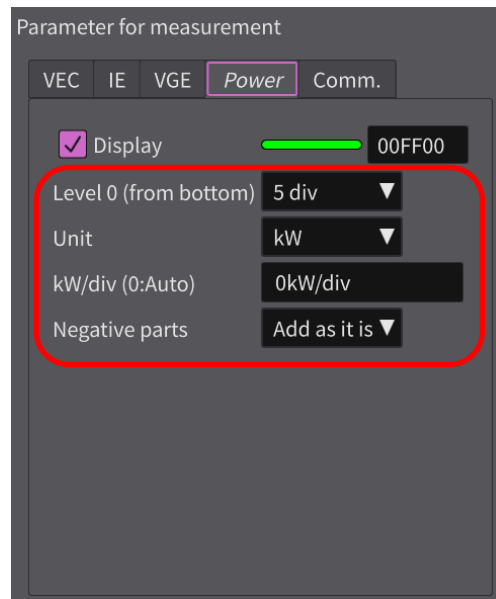 Parameter for measurement
VEC IE VGE Power Comm.
Display 00FF00
Level 0 (from bottom) 5 div ▼
Unit kW ▼
kW/div (0:Auto) 0kW/div
Negative parts Add as it is ▼